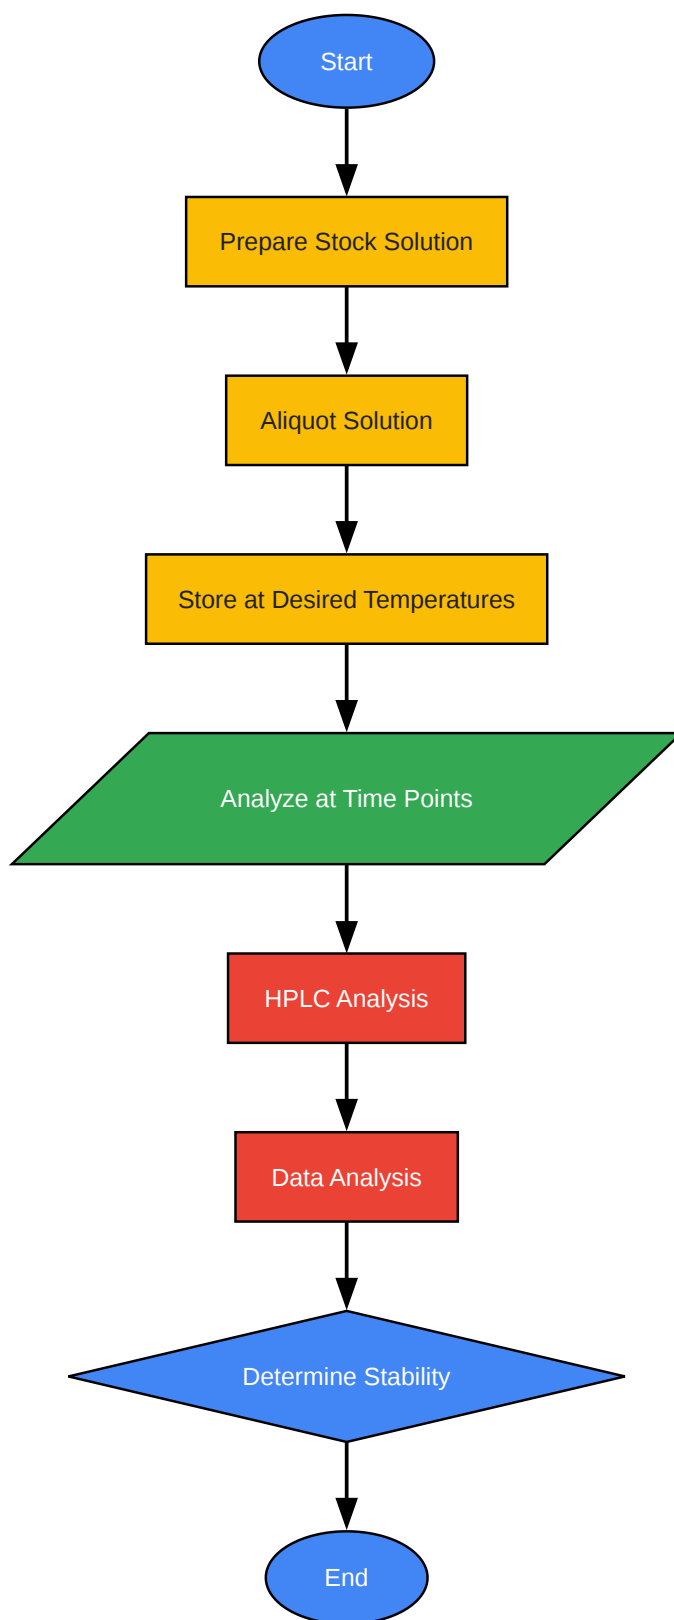 Start
Prepare Stock Solution
Aliquot Solution
Store at Desired Temperatures
Analyze at Time Points
HPLC Analysis
Data Analysis
Determine Stability
End